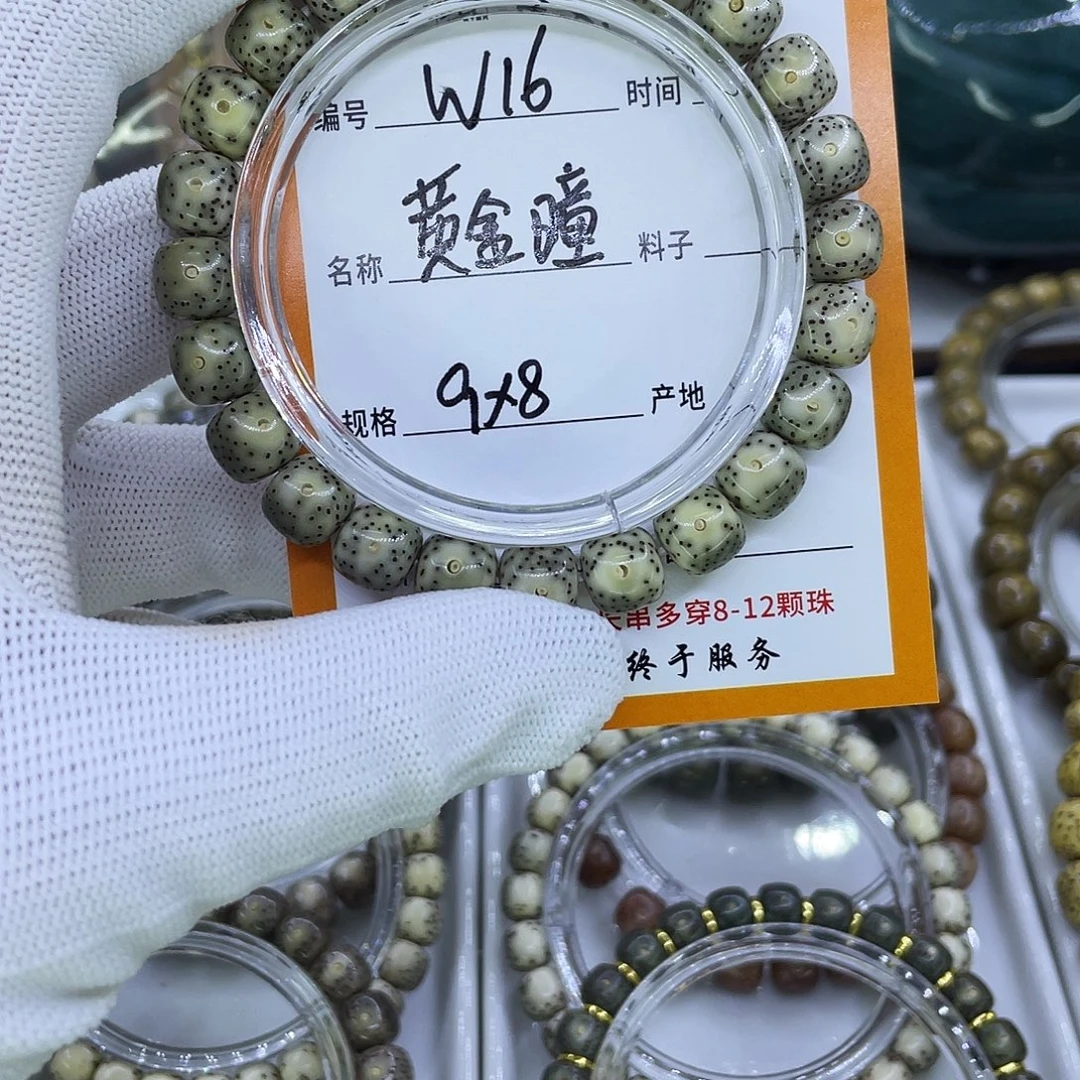 编号 W16 时间
名称 黄金瞳 料子
规格 9x8 产地
串多穿8-12颗珠
终于服务